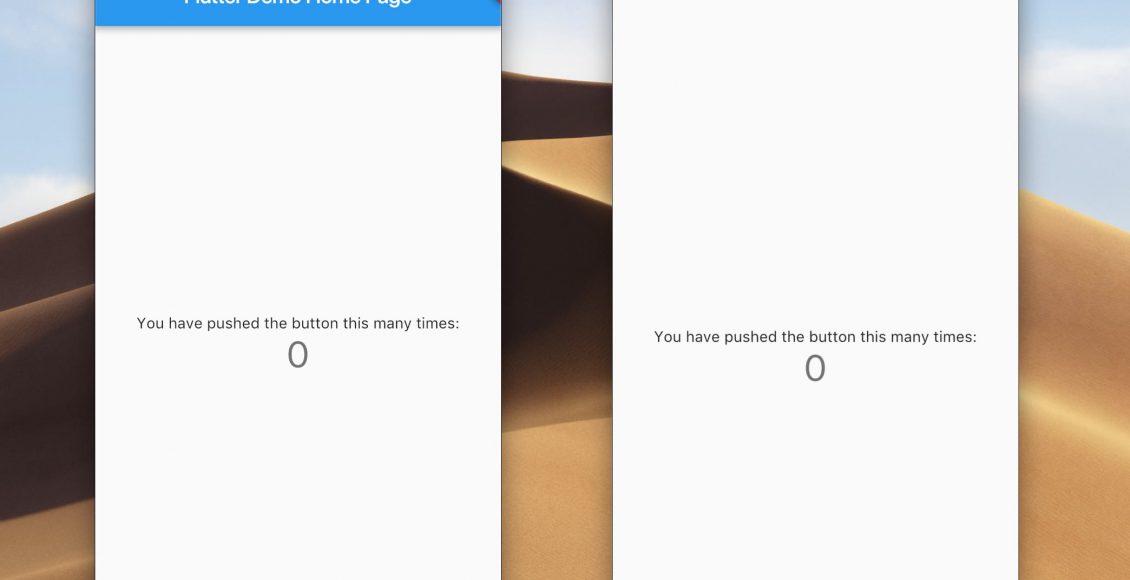 Flutter Demo Home Page
You have pushed the button this many times:
0
You have pushed the button this many times:
0